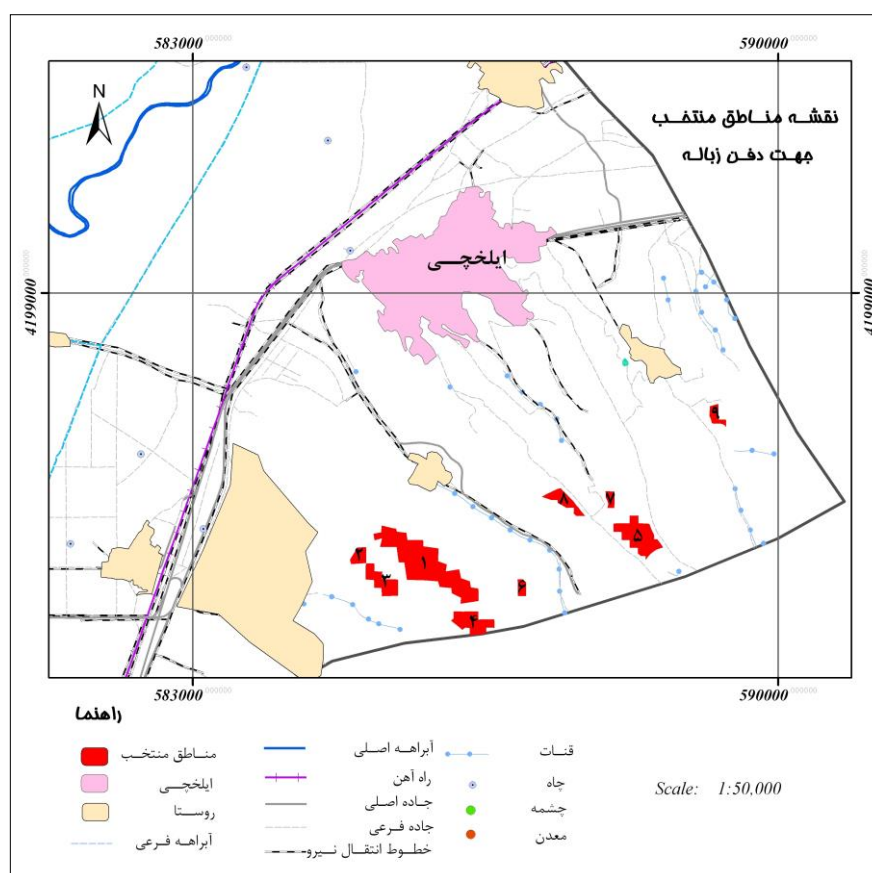 583000
590000
N
نقشه مناطق منتخب
جهت دفن زباله
ایلخچی
4199000
4199000
۹
۸
۷
۵
۱
۲
۳
۶
۴
583000
590000
راهنما
مناطق منتخب
ایلخچی
روستا
آبراهه فرعی
آبراهه اصلی
راه آهن
جاده اصلی
جاده فرعی
خطوط انتقال نیرو
قنات
چاه
چشمه
معدن
Scale: 1:50,000